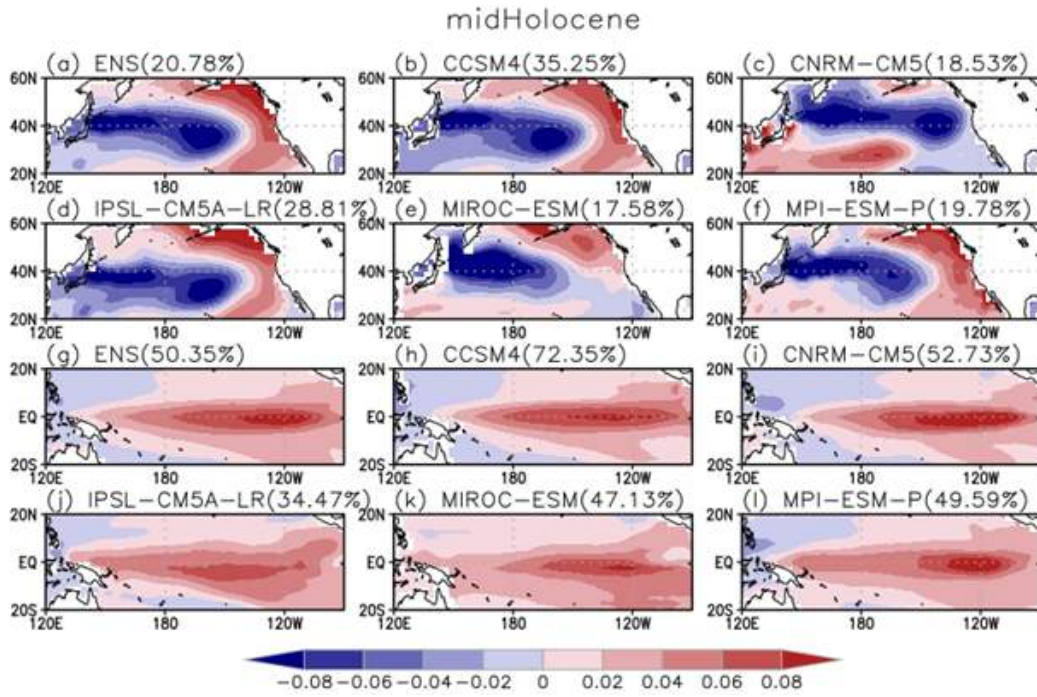 midHolocene
(a) ENS(20.78%) (b) CCSM4(35.25%) (c) CNRM-CM5(18.53%)
60N 60N 60N
40N 40N 40N
20N 20N 20N
120E 180 120W 120E 180 120W 120E 180 120W
(d) IPSL-CM5A-LR(28.81%) (e) MIROC-ESM(17.58%) (f) MPI-ESM-P(19.78%)
60N 60N 60N
40N 40N 40N
20N 20N 20N
120E 180 120W 120E 180 120W 120E 180 120W
(g) ENS(50.35%) (h) CCSM4(72.35%) (i) CNRM-CM5(52.73%)
20N 20N 20N
EQ EQ EQ
20S 20S 20S
120E 180 120W 120E 180 120W 120E 180 120W
(j) IPSL-CM5A-LR(34.47%) (k) MIROC-ESM(47.13%) (l) MPI-ESM-P(49.59%)
20N 20N 20N
EQ EQ EQ
20S 20S 20S
120E 180 120W 120E 180 120W 120E 180 120W
-0.08 -0.06 -0.04 -0.02 0 0.02 0.04 0.06 0.08